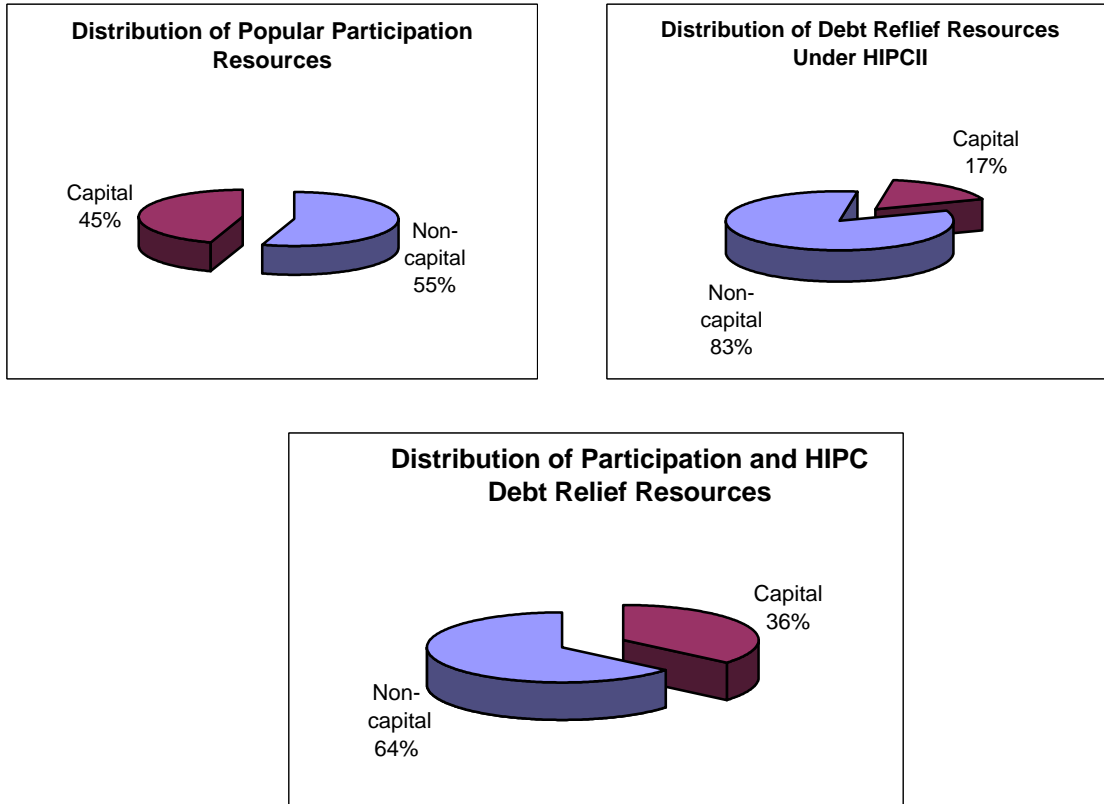 Distribution of Popular Participation
Resources
Capital
45%
Non-
capital
55%
Distribution of Debt Reflief Resources
Under HIPCII
Capital
17%
Non-
capital
83%
Distribution of Participation and HIPC
Debt Relief Resources
Capital
36%
Non-
capital
64%